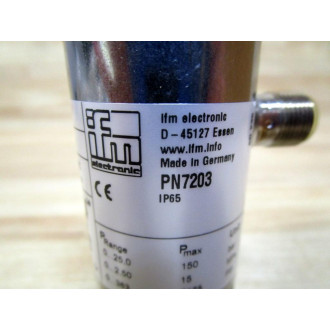 ifm
electronic
ifm electronic
D-45127 Essen
www.ifm.info
Made in Germany
PN7203
IP65
CE
PRange Pmax
0...25.0 150
0...2.50 15